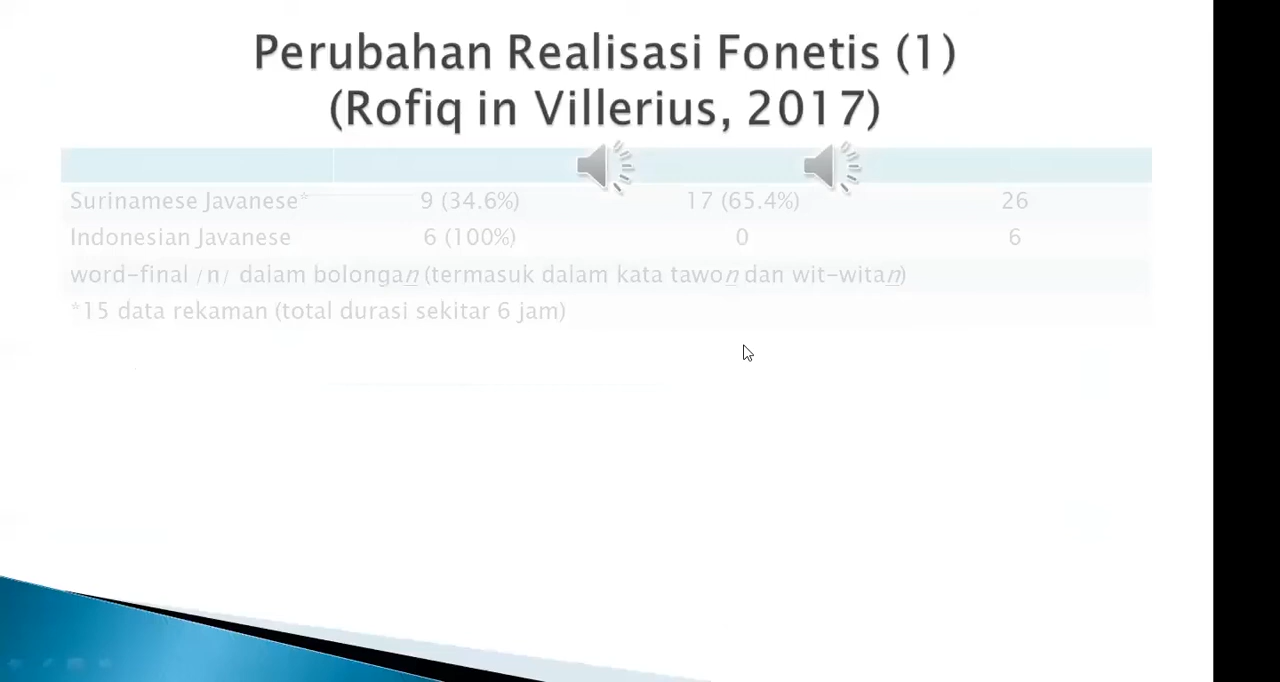 Perubahan Realisasi Fonetis (1)
(Rofiq in Villerius, 2017)
Surinamese Javanese* 9 (34.6%) 17 (65.4%) 26
Indonesian Javanese 6 (100%) 0 6
word-final /n/ dalam bolongan (termasuk dalam kata tawon dan wit-witan)
*15 data rekaman (total durasi sekitar 6 jam)